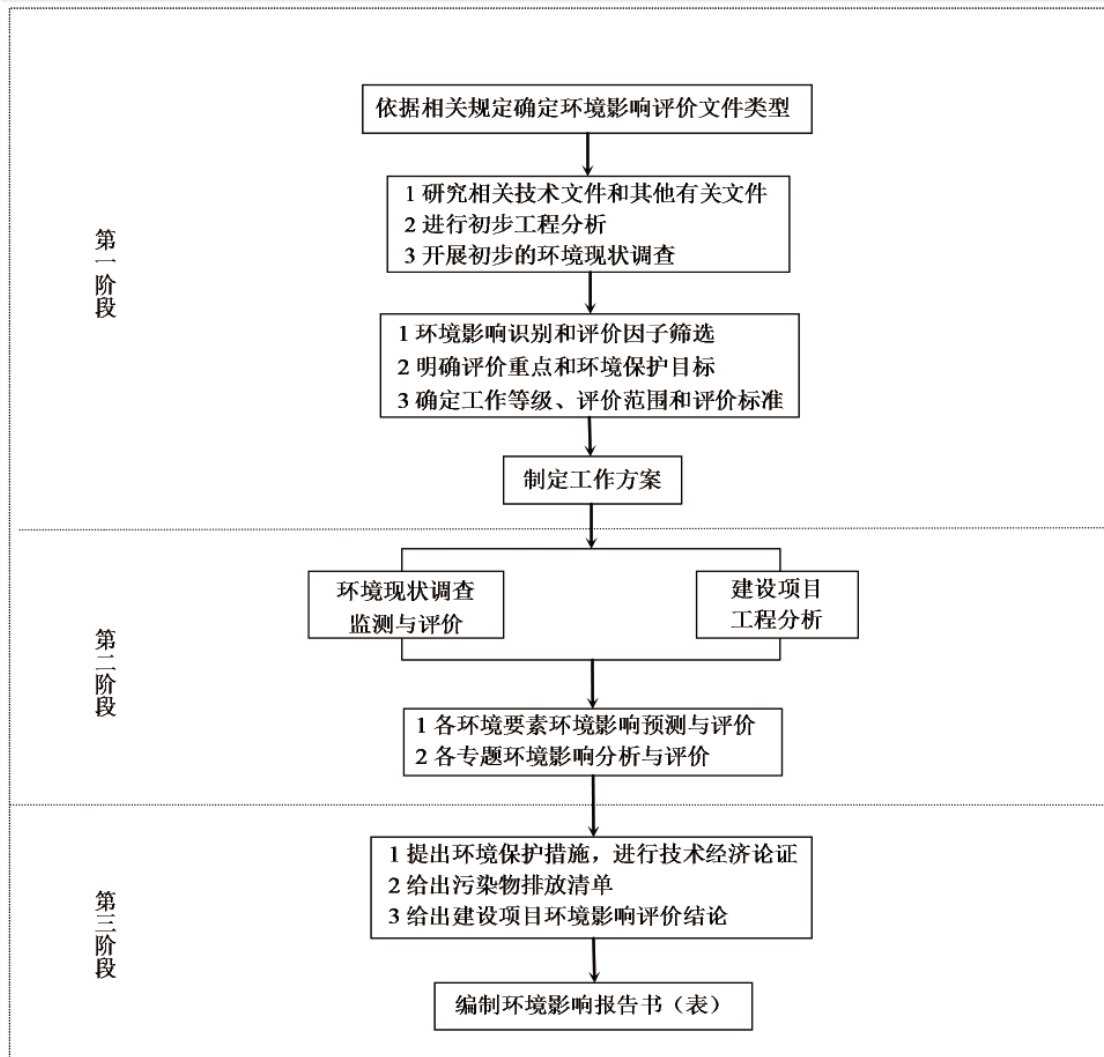 依据相关规定确定环境影响评价文件类型
1 研究相关技术文件和其他有关文件
2 进行初步工程分析
3 开展初步的环境现状调查
第一阶段
1 环境影响识别和评价因子筛选
2 明确评价重点和环境保护目标
3 确定工作等级、评价范围和评价标准
制定工作方案
环境现状调查
监测与评价
建设项目
工程分析
第二阶段
1 各环境要素环境影响预测与评价
2 各专题环境影响分析与评价
1 提出环境保护措施，进行技术经济论证
2 给出污染物排放清单
3 给出建设项目环境影响评价结论
第三阶段
编制环境影响报告书（表）